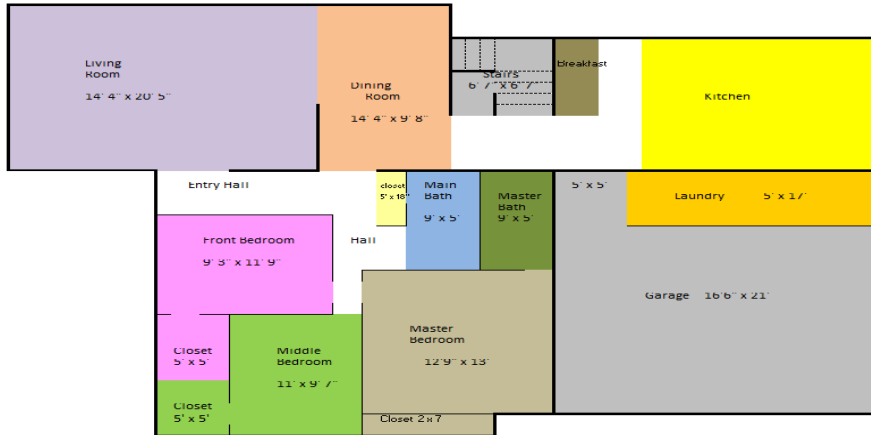 Living
Room
14' 4" x 20' 5"
Dining
Room
14' 4" x 9' 8"
Stairs
6' 7" x 6' 7"
Breakfast
Kitchen
Entry Hall
closet
5' x 18"
Main
Bath
9' x 5'
Master
Bath
9' x 5'
5' x 5'
Laundry 5' x 17'
Front Bedroom
9' 3" x 11' 9"
Hall
Garage 16'6" x 21'
Closet
5' x 5'
Middle
Bedroom
11' x 9' 7"
Master
Bedroom
12'9" x 13'
Closet
5' x 5'
Closet 2 x 7